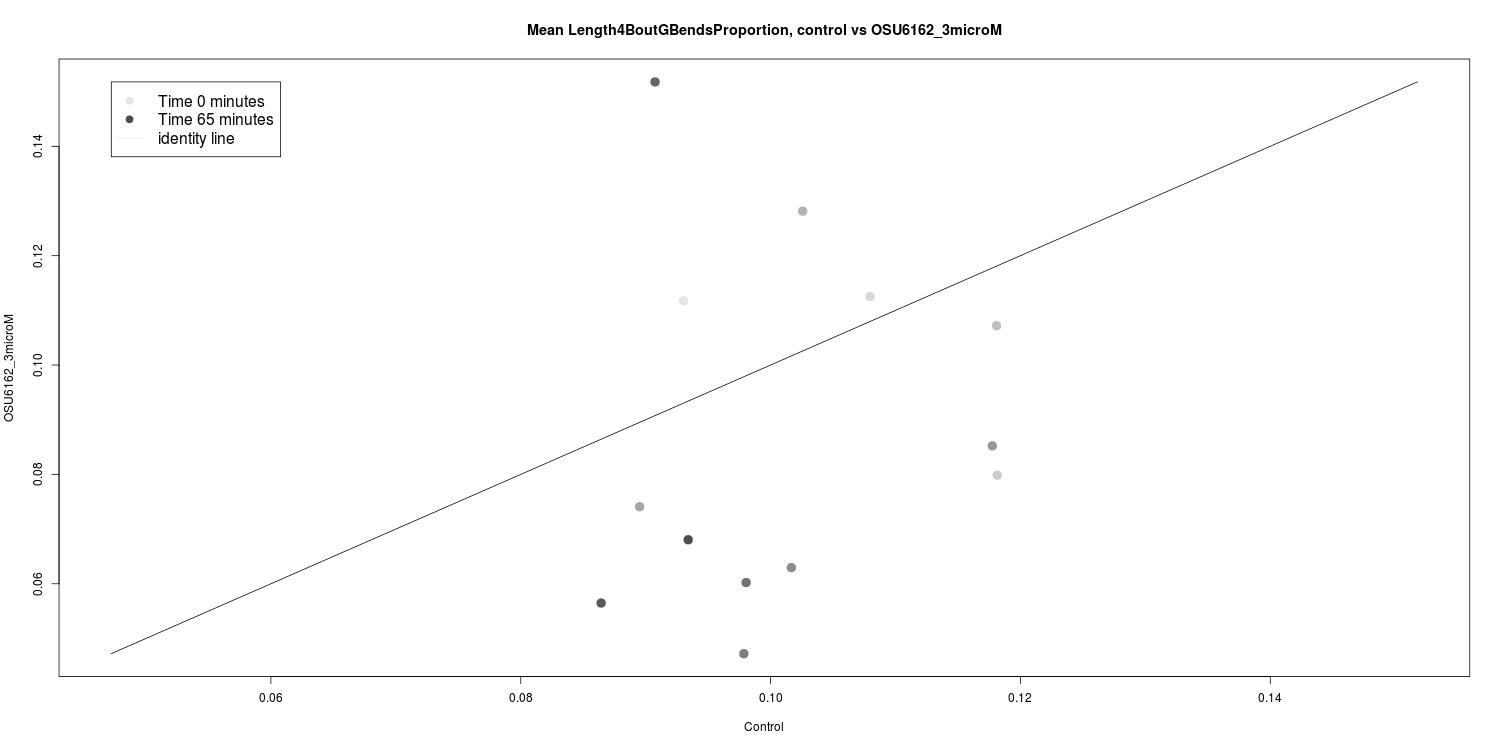 Mean Length4BoutGBendsProportion, control vs OSU6162_3microM
Time 0 minutes
Time 65 minutes
identity line
OSU6162_3microM
0.14
0.12
0.10
0.08
0.06
0.06
0.08
0.10
0.12
0.14
Control